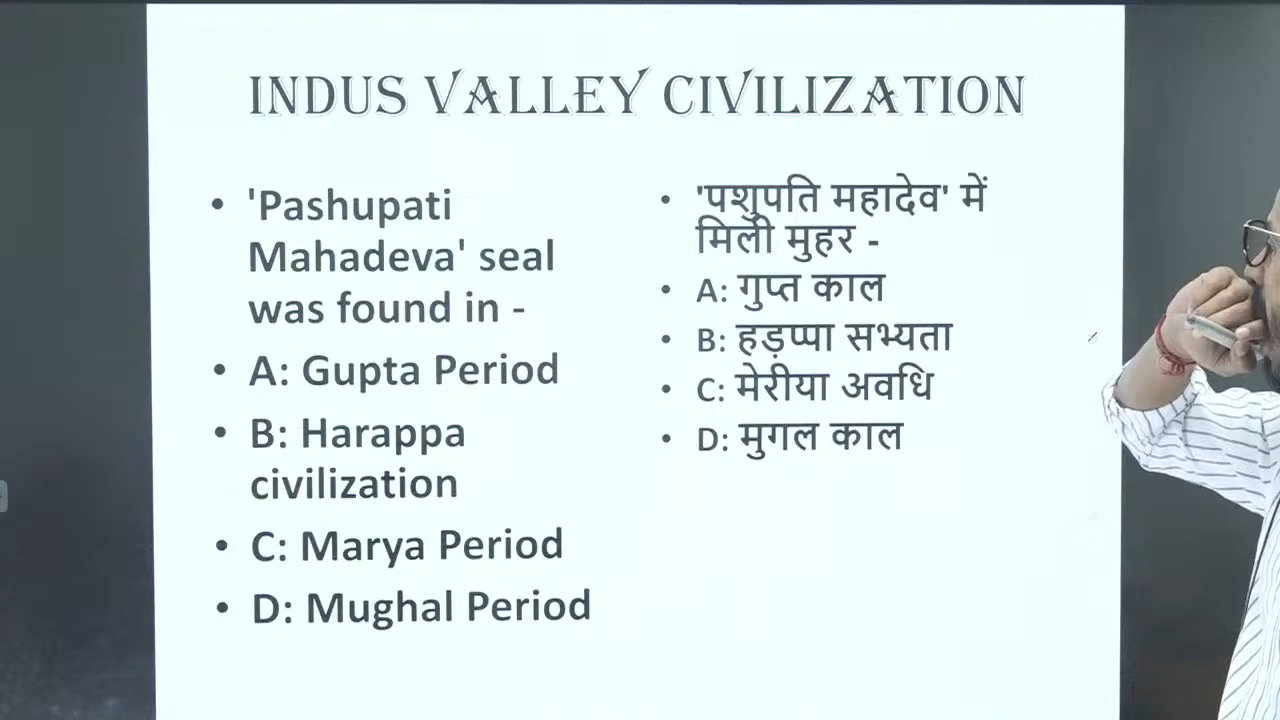 INDUS VALLEY CIVILIZATION
• 'Pashupati
Mahadeva' seal
was found in -
• A: Gupta Period
• B: Harappa
civilization
• C: Marya Period
• D: Mughal Period
• 'पशुपति महादेव' में
मिली मुहर -
• A: गुप्त काल
• B: हड़प्पा सभ्यता
• C: मेरीया अवधि
• D: मुगल काल